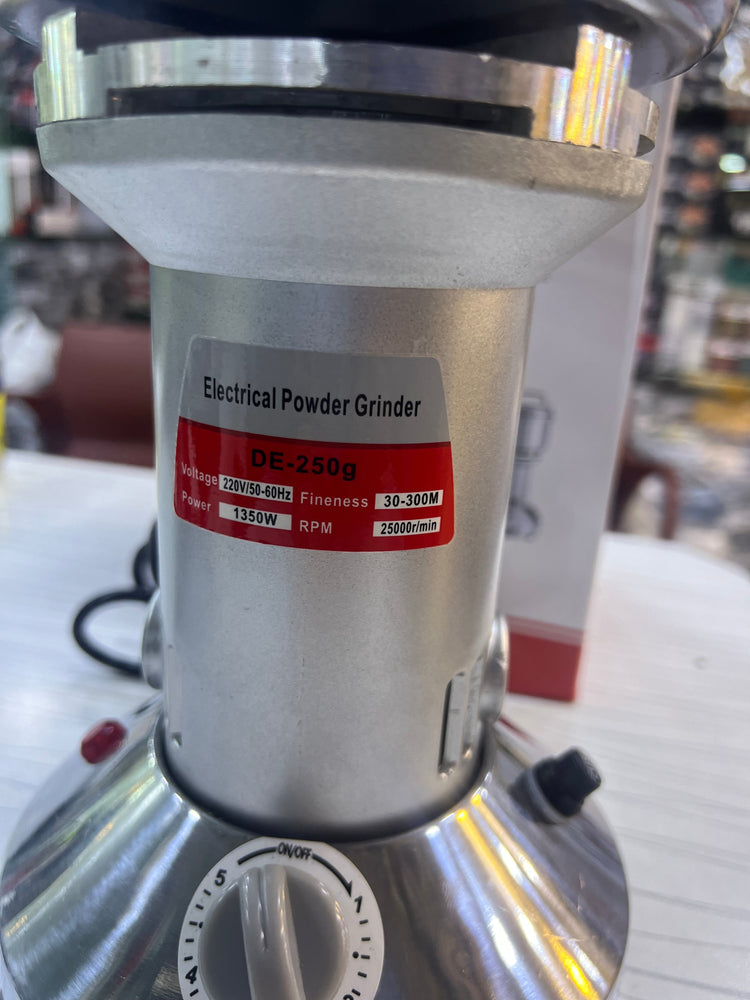 Electrical Powder Grinder
DE-250g
Voltage 220V/50-60Hz Fineness 30-300M
Power 1350W RPM 25000r/min
ON/OFF
5 1
4